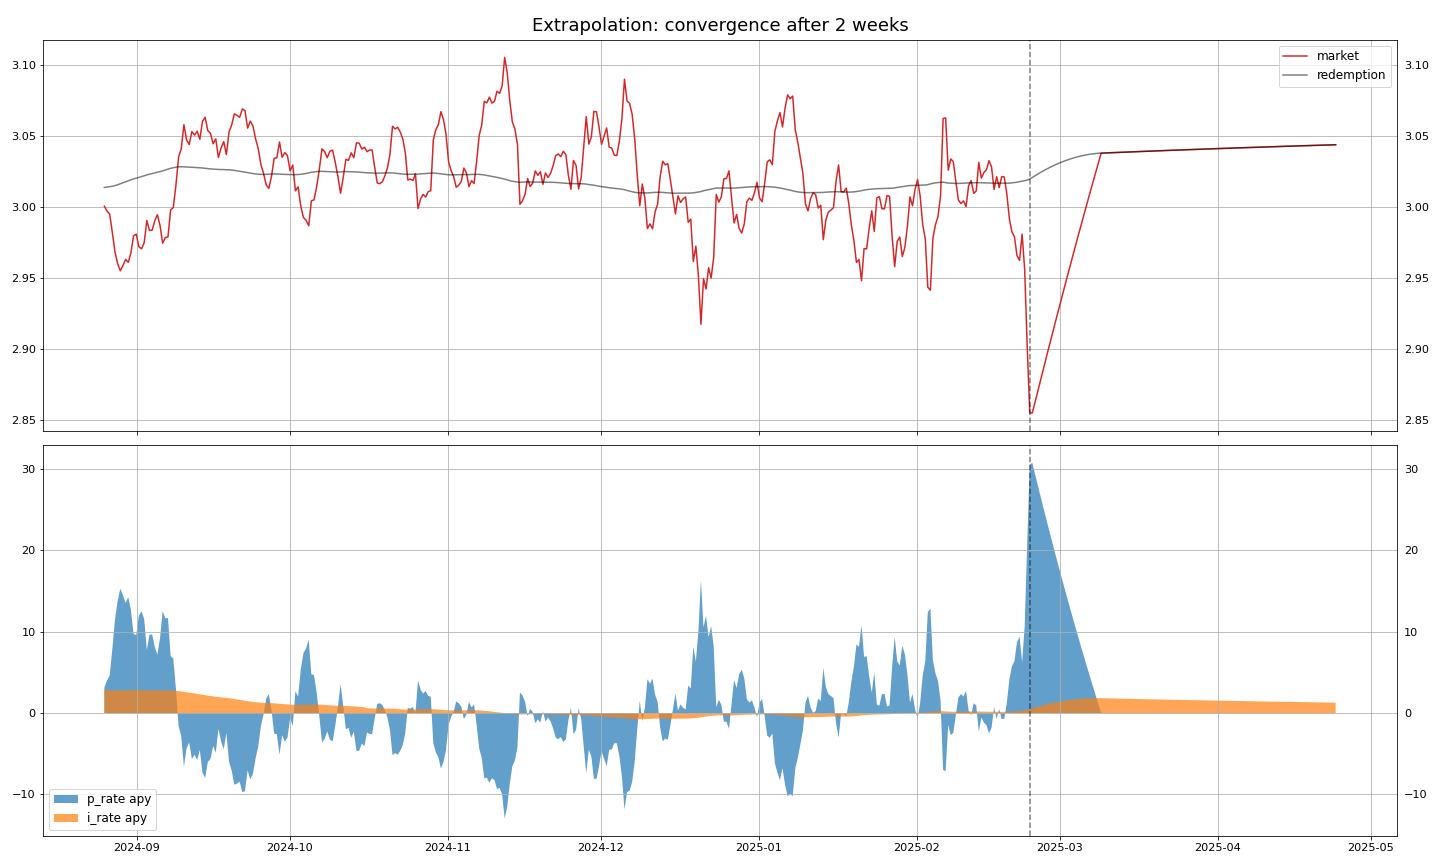 Extrapolation: convergence after 2 weeks
market
redemption
3.10 3.10
3.05 3.05
3.00 3.00
2.95 2.95
2.90 2.90
2.85 2.85
30 30
20 20
10 10
0 0
−10 −10
p_rate apy
i_rate apy
2024-09 2024-10 2024-11 2024-12 2025-01 2025-02 2025-03 2025-04 2025-05